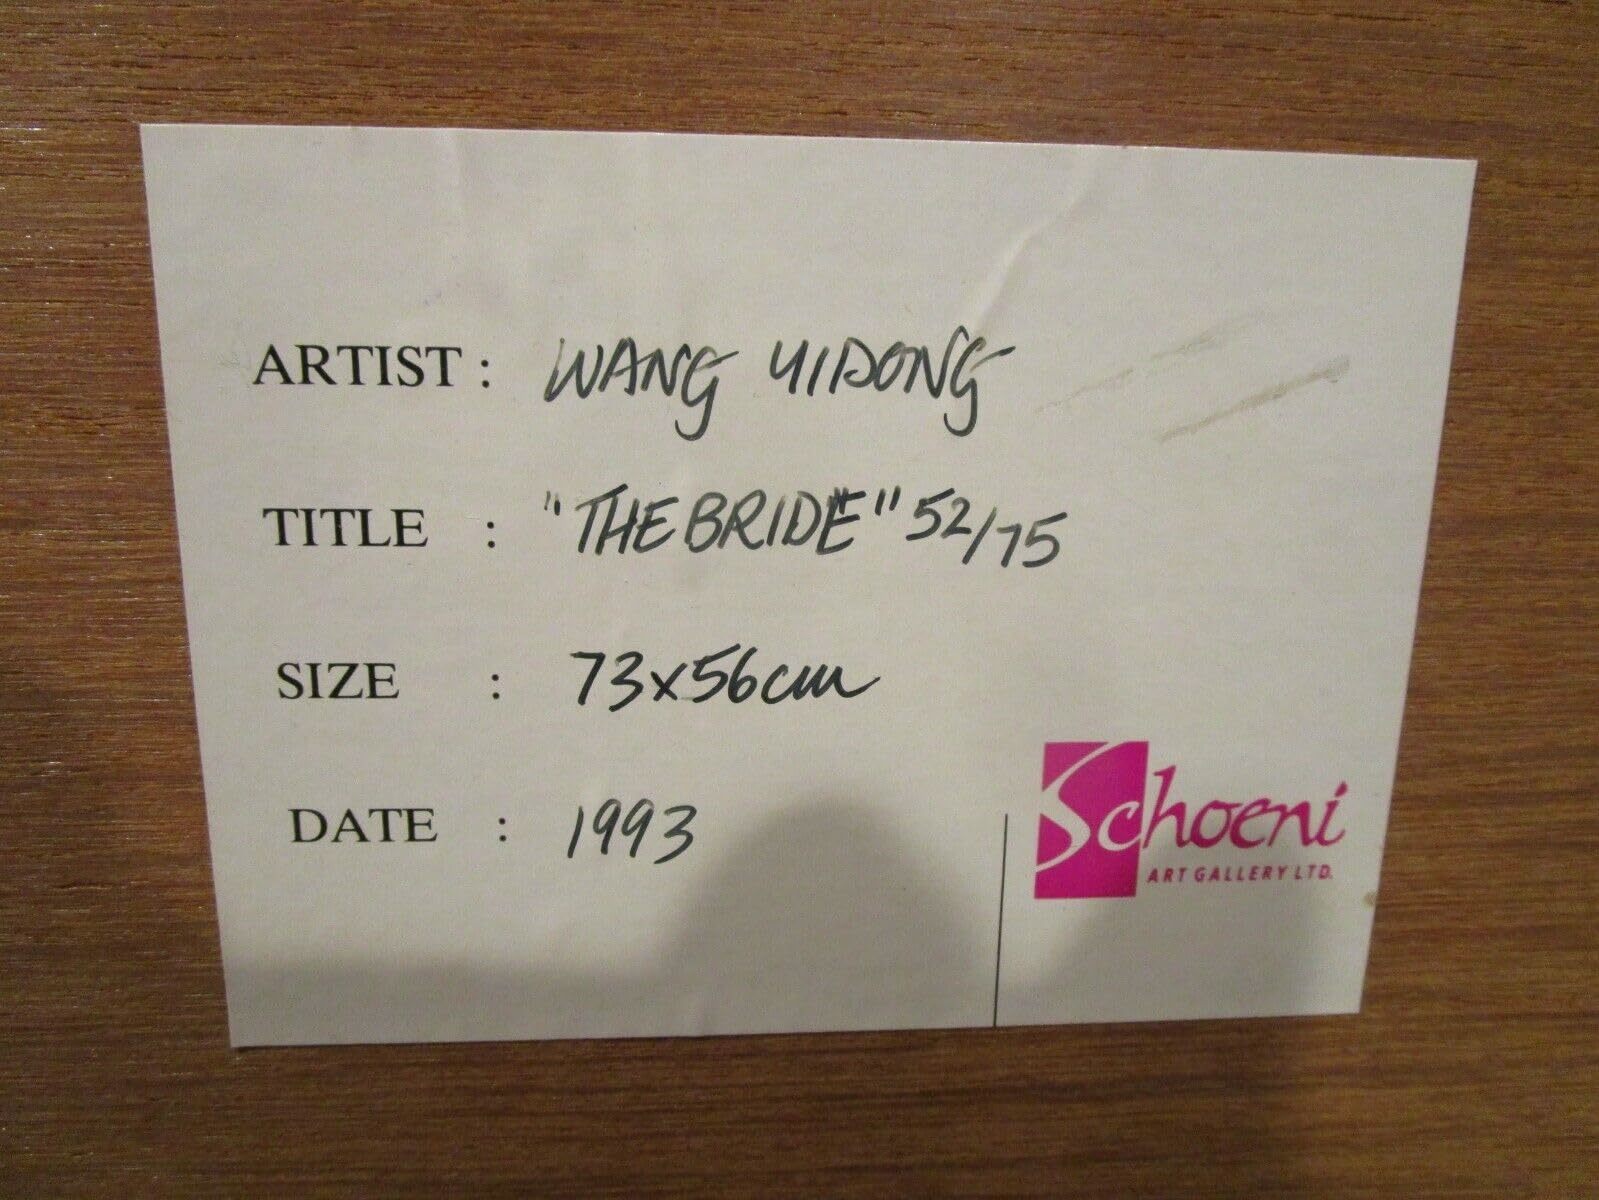 ARTIST : WANG YIDONG
TITLE : "THE BRIDE" 52/75
SIZE : 73x56cm
DATE : 1993
Schoeni
ART GALLERY LTD.